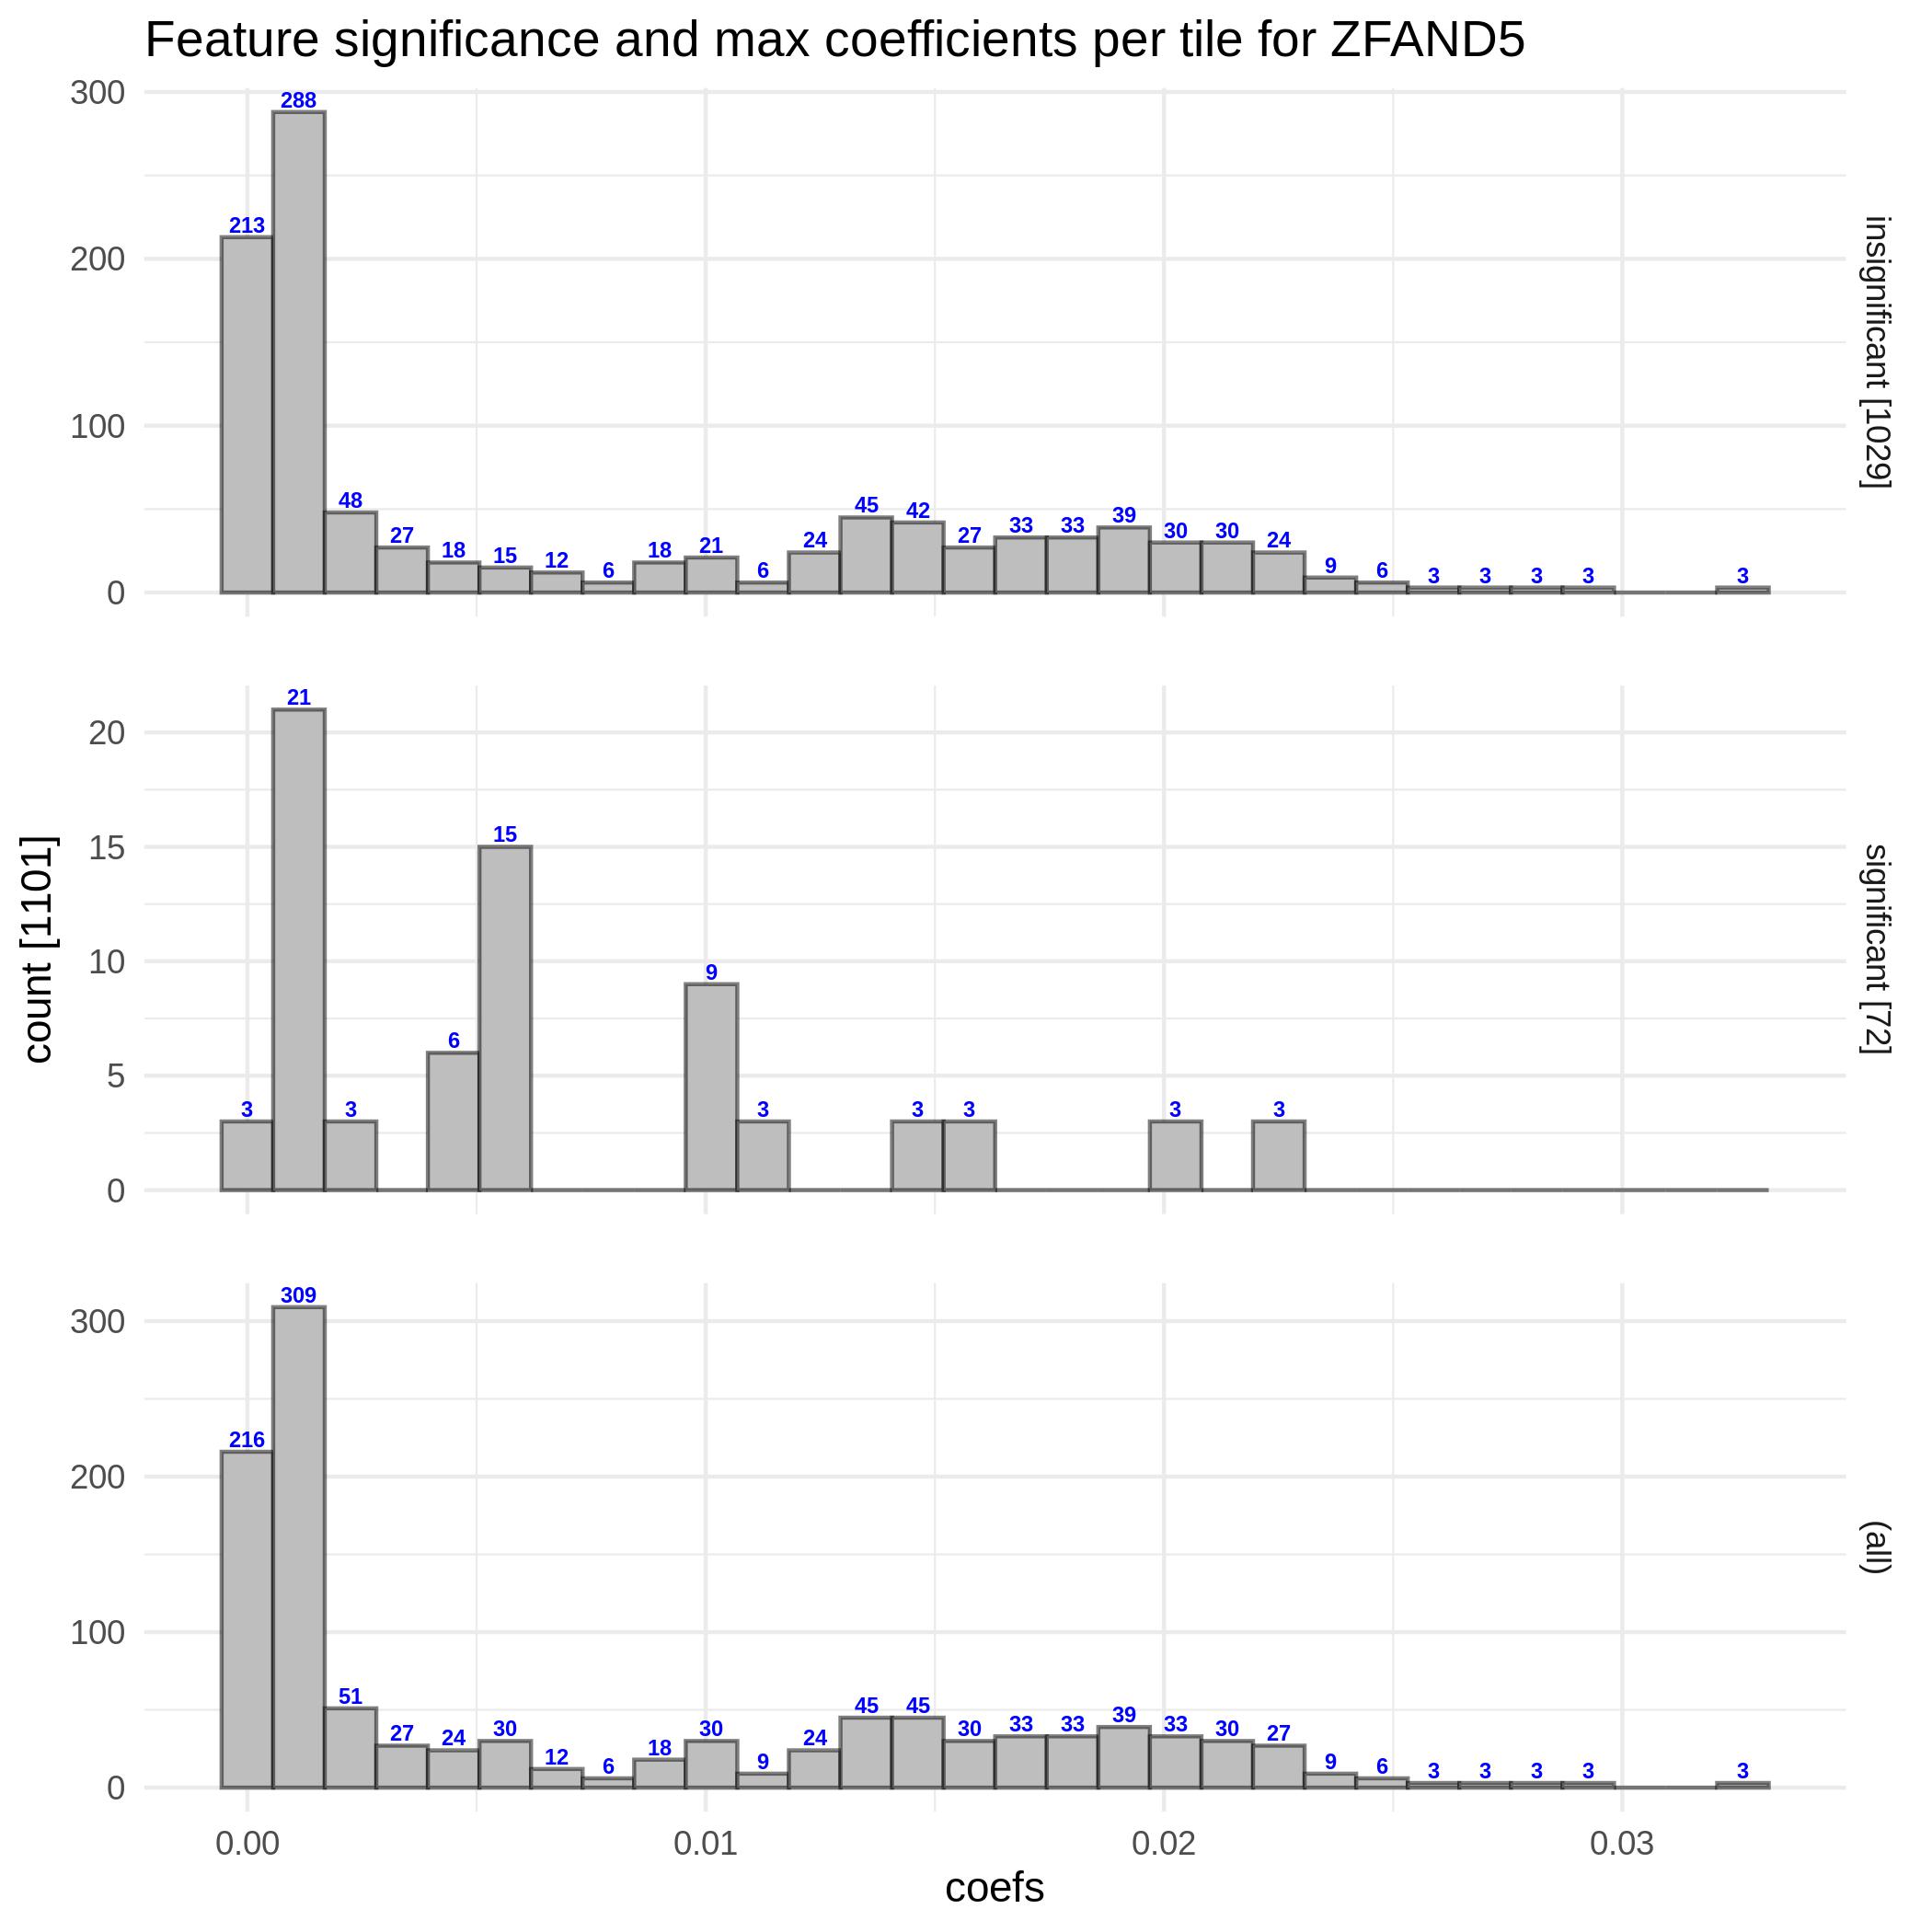 Feature significance and max coefficients per tile for ZFAND5
300
200
100
0
213 288 48 27 18 15 12 6 18 21 6 24 45 42 27 33 33 39 30 30 24 9 6 3 3 3 3 3
insignificant [1029]
count [1101]
20
15
10
5
0
3 21 3 6 15 9 3 3 3 3 3
significant [72]
300
200
100
0
216 309 51 27 24 30 12 6 18 30 9 24 45 45 30 33 33 39 33 30 27 9 6 3 3 3 3 3
(all)
0.00 0.01 0.02 0.03
coefs